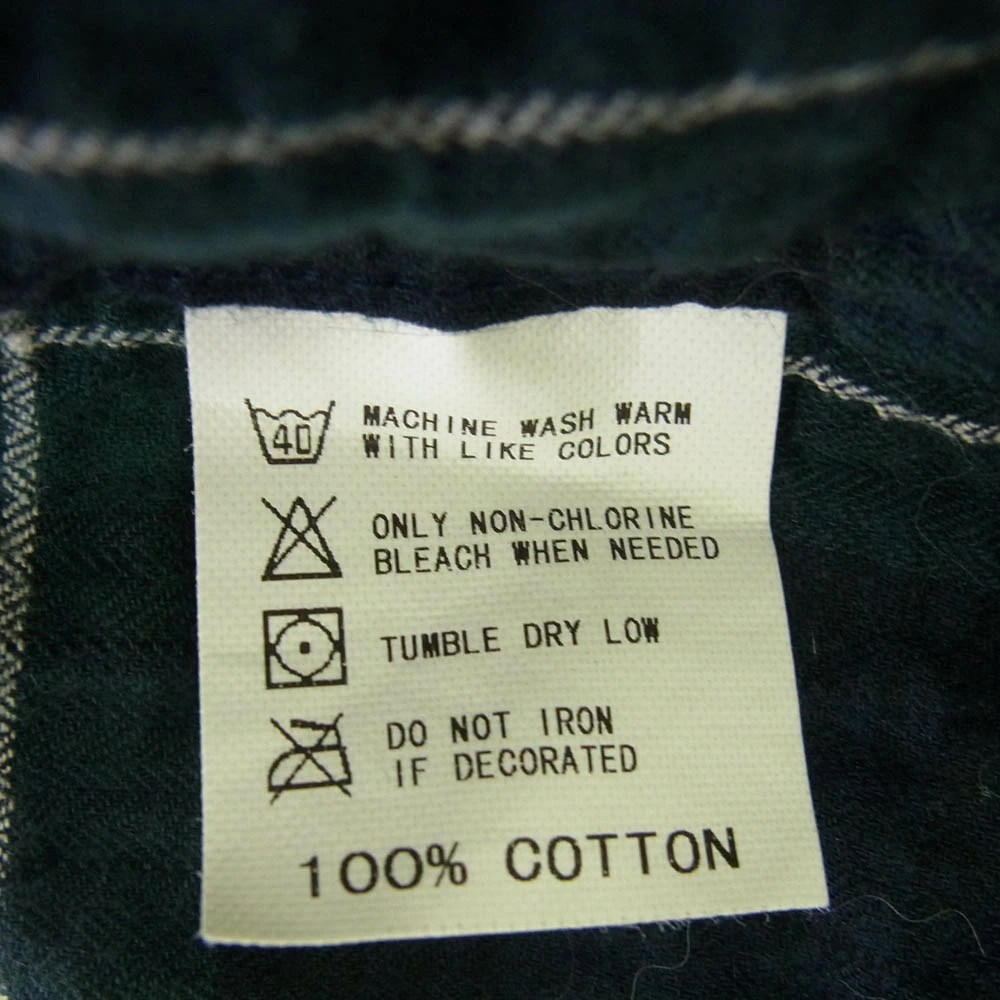 40
MACHINE WASH WARM
WITH LIKE COLORS
ONLY NON-CHLORINE
BLEACH WHEN NEEDED
TUMBLE DRY LOW
DO NOT IRON
IF DECORATED
100% COTTON